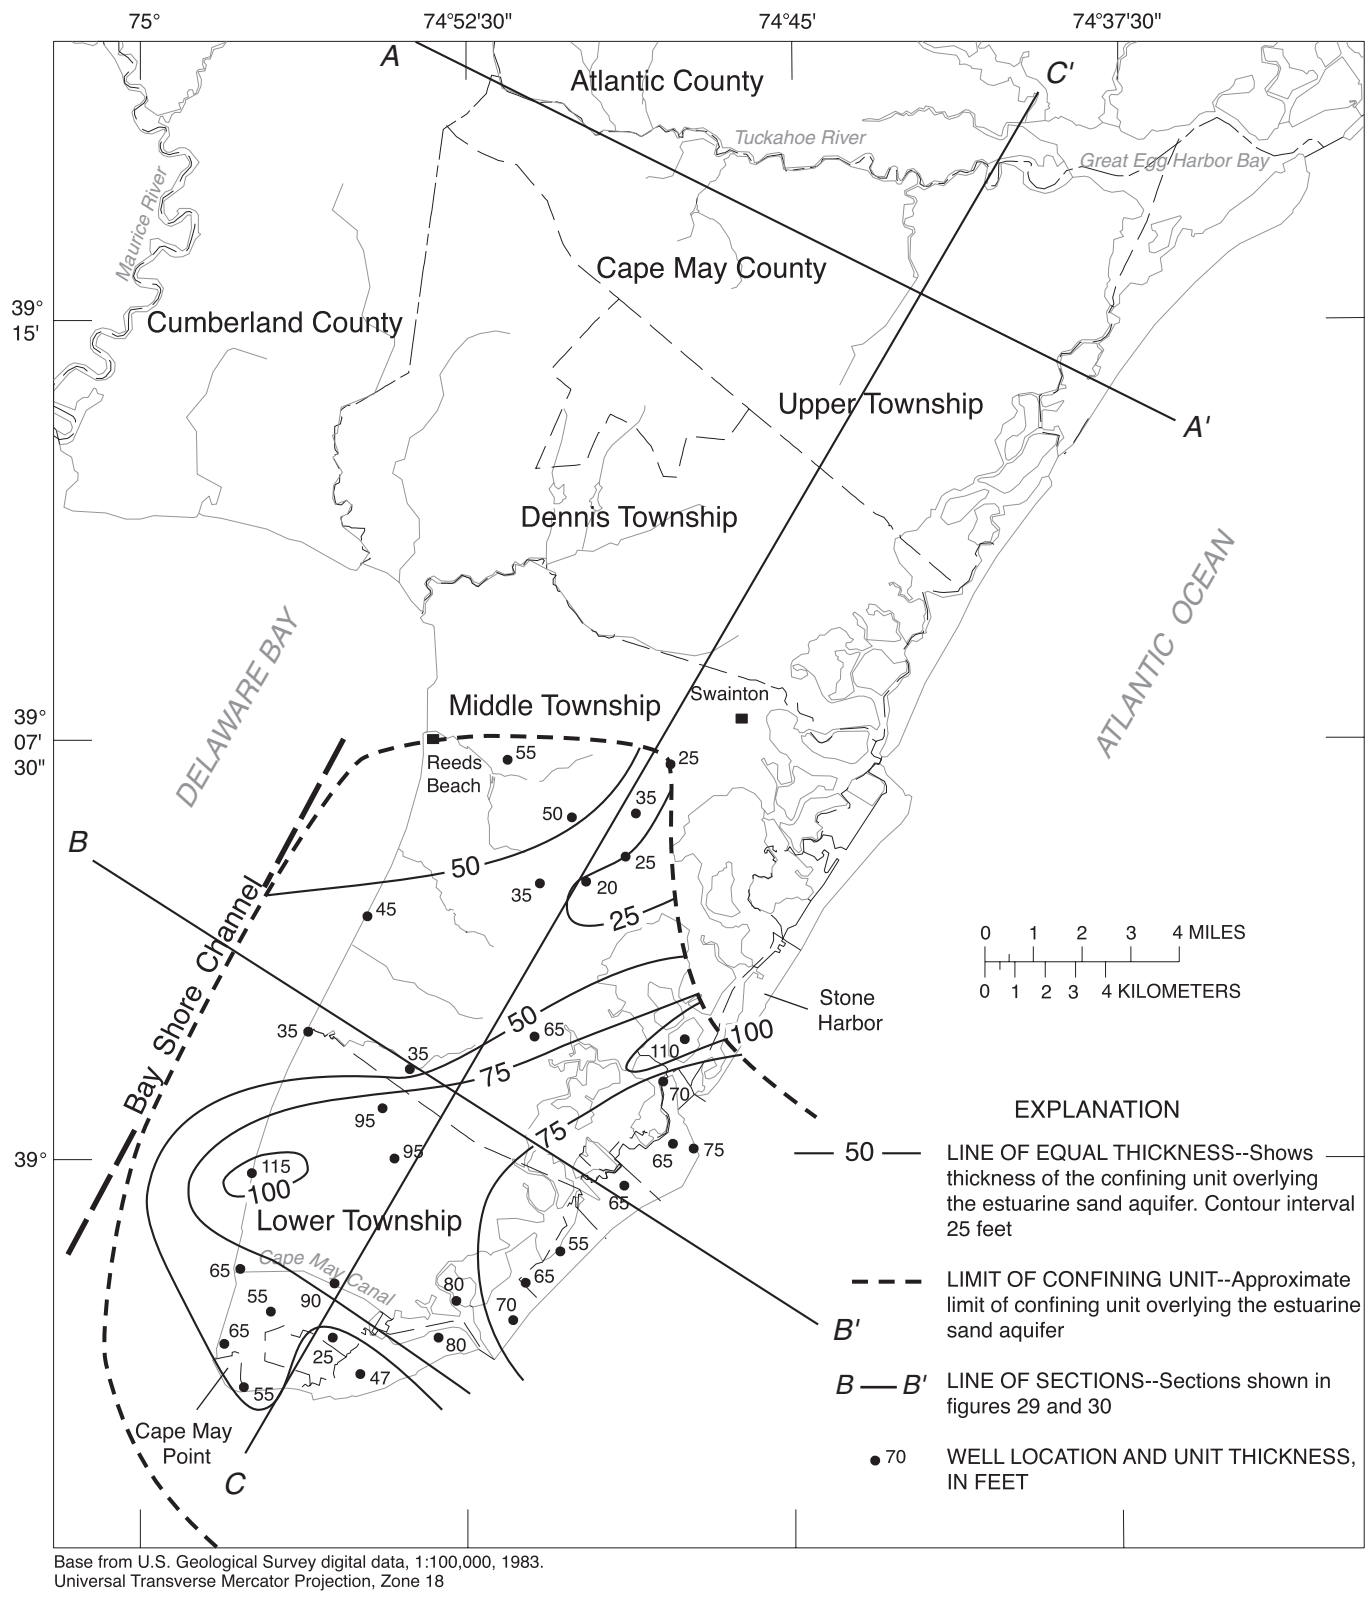 75°
74°52'30"
74°45'
74°37'30"
A
Atlantic County
C'
Tuckahoe River
Great Egg Harbor Bay
Maurice River
Cape May County
39°
15'
Cumberland County
Upper Township
A'
Dennis Township
DELAWARE BAY
ATLANTIC OCEAN
Swainton
Middle Township
39°
07'
30"
55
25
Reeds
Beach
35
50
B
25
50
35
20
45
25
Bay Shore Channel
0 1 2 3 4 MILES
0 1 2 3 4 KILOMETERS
Stone
Harbor
50
65
100
35
110
35
75
70
95
75
95
75
65
39°
115
100
65
Lower Township
55
Cape May Canal
65
65
80
90
55
70
65
80
25
47
55
B'
Cape May
Point
C
EXPLANATION
50
LINE OF EQUAL THICKNESS--Shows
thickness of the confining unit overlying
the estuarine sand aquifer. Contour interval
25 feet
LIMIT OF CONFINING UNIT--Approximate
limit of confining unit overlying the estuarine
sand aquifer
B B' LINE OF SECTIONS--Sections shown in
figures 29 and 30
70 WELL LOCATION AND UNIT THICKNESS,
IN FEET
Base from U.S. Geological Survey digital data, 1:100,000, 1983.
Universal Transverse Mercator Projection, Zone 18